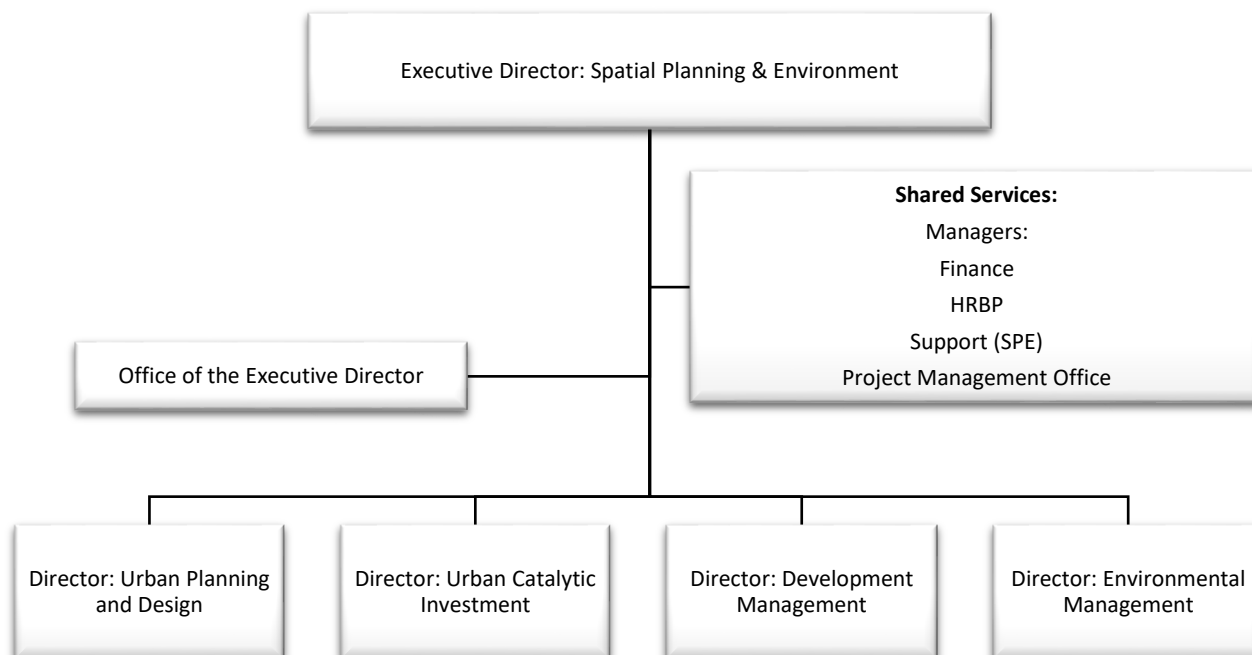 Executive Director: Spatial Planning & Environment
Shared Services:
Managers:
Finance
HRBP
Support (SPE)
Project Management Office
Office of the Executive Director
Director: Urban Planning
and Design
Director: Urban Catalytic
Investment
Director: Development
Management
Director: Environmental
Management